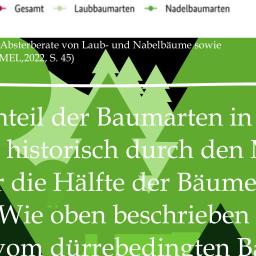 Gesamt Laubbaumarten Nadelbaumarten
Absterberate von Laub- und Nabelbäume sowie
MEL,2022, S. 45)
nteil der Baumarten in
historisch durch den
die Hälfte der Bäume
Wie oben beschrieben
vom dürrebedingten